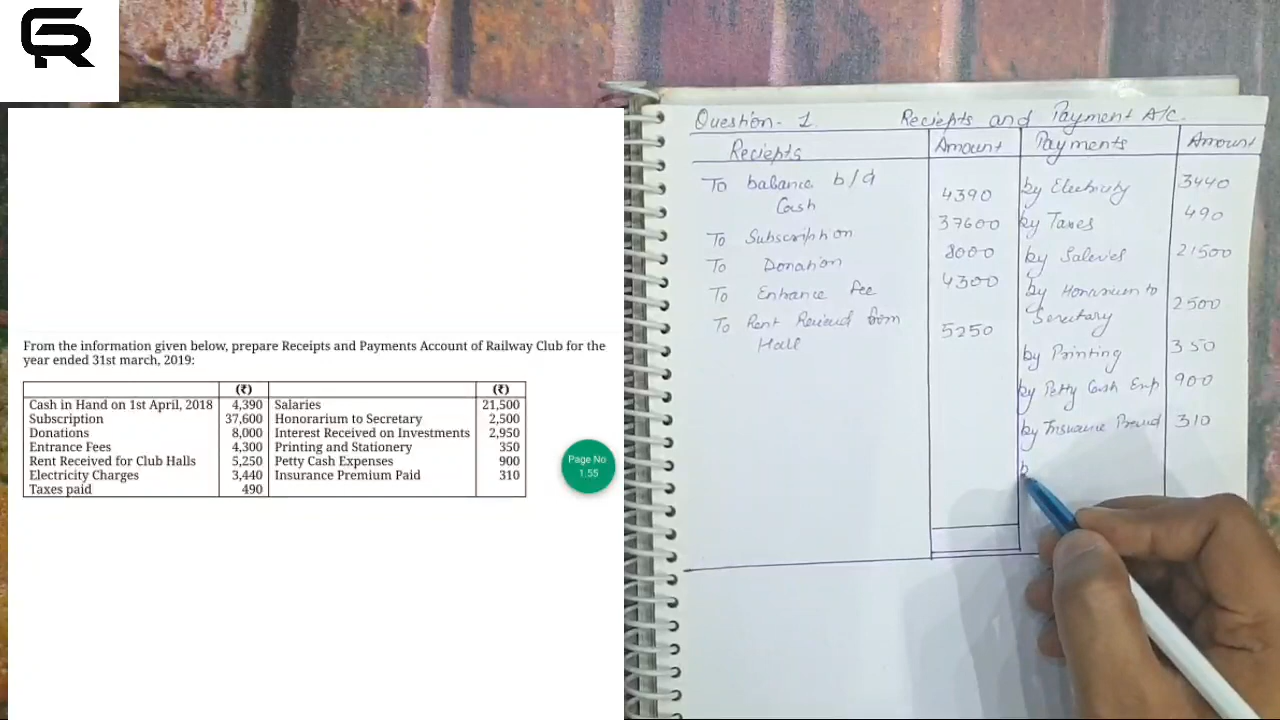 GR
From the information given below, prepare Receipts and Payments Account of Railway Club for the
year ended 31st march, 2019:
(₹) (₹)
Cash in Hand on 1st April, 2018 4,390 Salaries 21,500
Subscription 37,600 Honorarium to Secretary 2,500
Donations 8,000 Interest Received on Investments 2,950
Entrance Fees 4,300 Printing and Stationery 350
Rent Received for Club Halls 5,250 Petty Cash Expenses 900
Electricity Charges 3,440 Insurance Premium Paid 310
Taxes paid 490
Page No
1.55
Question- 1. Reciepts and Payment A/C.
Reciepts Amount Payments Amount
To balance b/d by Electricity 3440
Cash 4390
To Subscription 37600 by Taxes 490
To Donation 8000 by Saleries 21500
To Entrance fee 4300 by Honarium to
Secretary 2500
To Rent Recieved from
Hall 5250
by Printing 350
by Petty Cash Exp 900
by Insurance 310
b